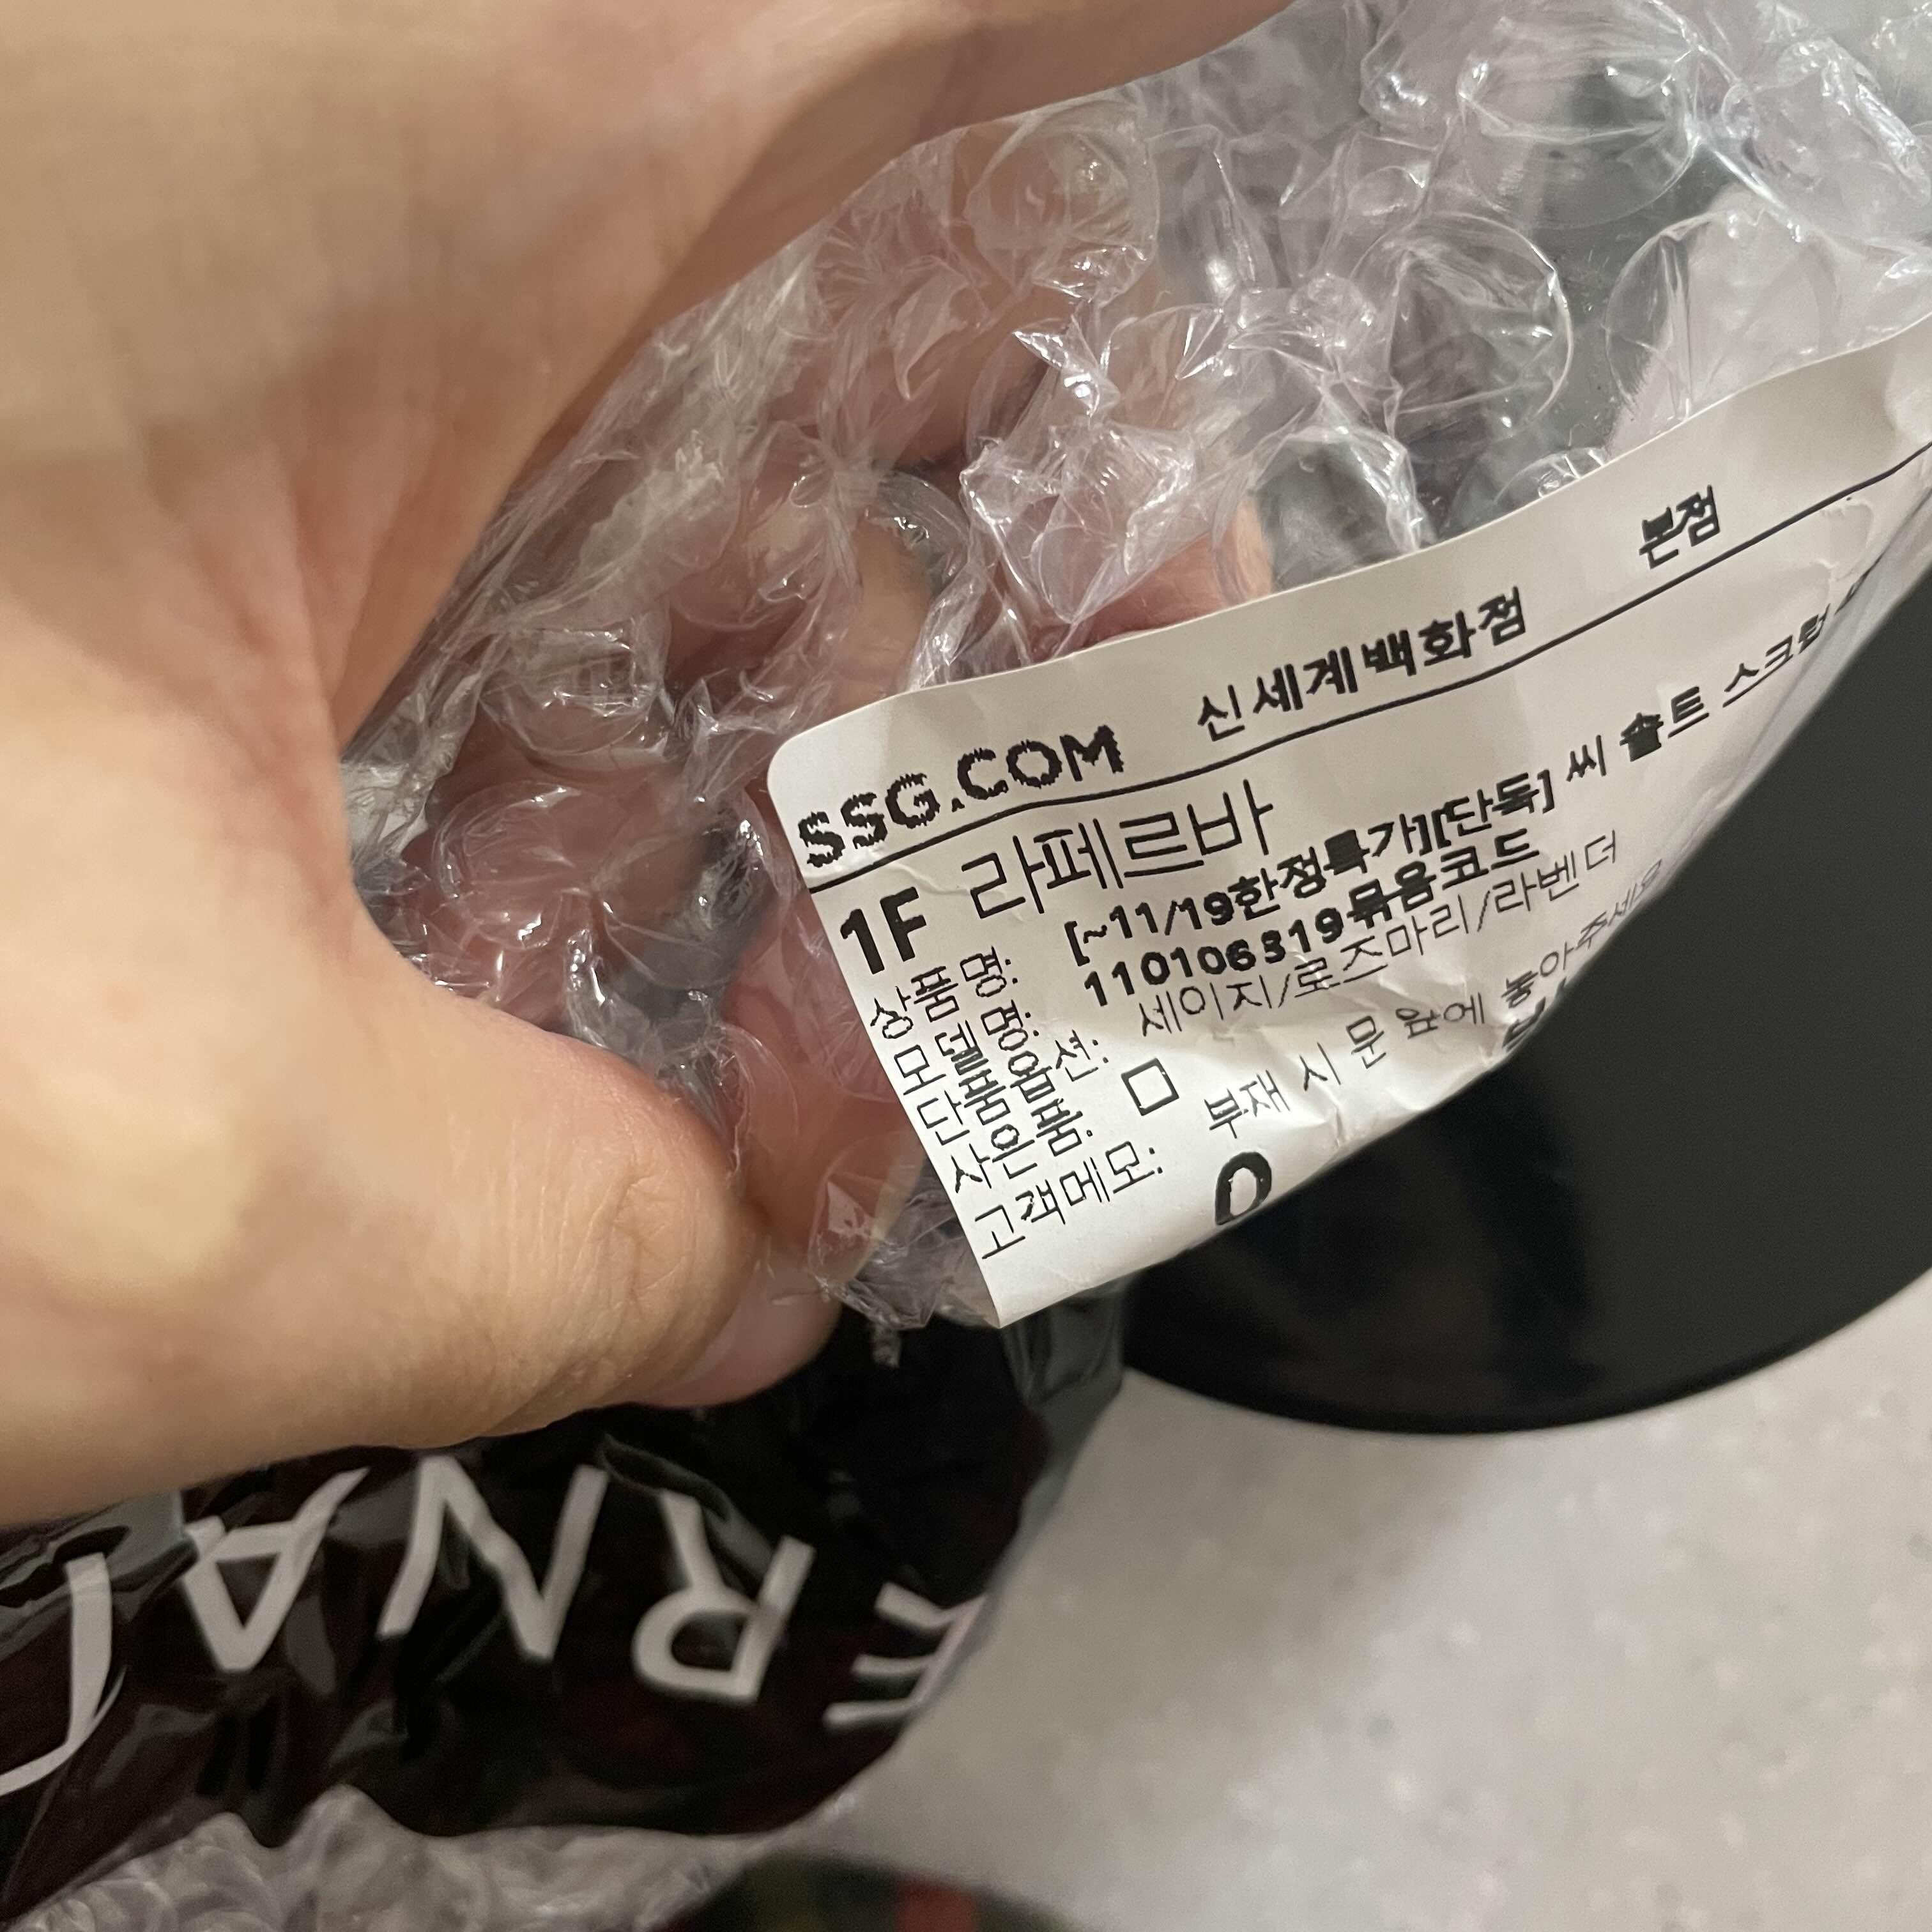 SSG.COM 신세계백화점 본점
1F 라페르바
상품명: [~11/19한정특가][단독] 씨 솔트 스크럽
모델명: 110106319묶음코드
단품옵션: 세이지/로즈마리/라벤더
사은품: □
고객메모: 부재 시 문 앞에 놓아주세요
0
ERNA